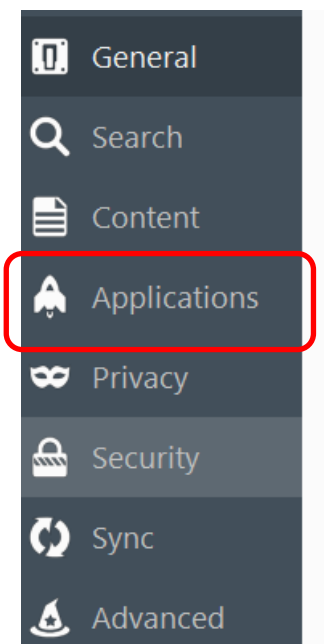 General
Search
Content
Applications
Privacy
Security
Sync
Advanced